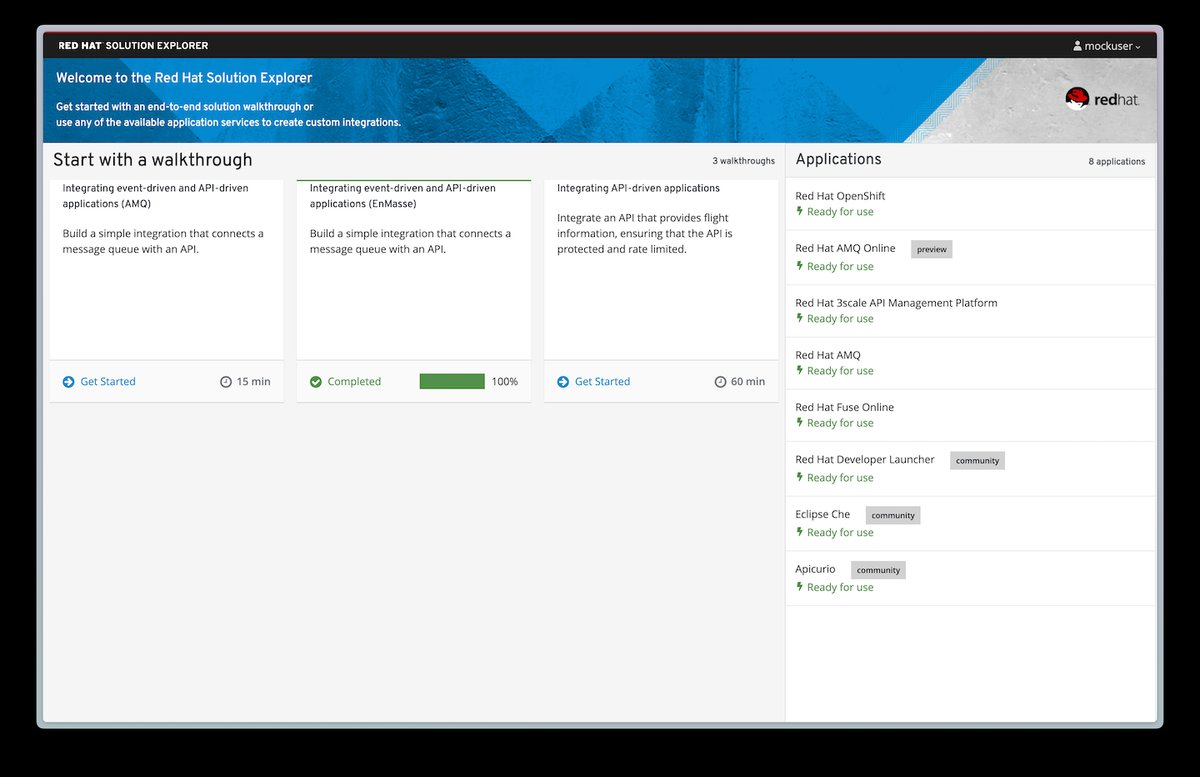 RED HAT SOLUTION EXPLORER
mockuser
Welcome to the Red Hat Solution Explorer
Get started with an end-to-end solution walkthrough or
use any of the available application services to create custom integrations.
redhat.
Start with a walkthrough
3 walkthroughs
Integrating event-driven and API-driven
applications (AMQ)
Build a simple integration that connects a
message queue with an API.
Get Started
15 min
Integrating event-driven and API-driven
applications (EnMasse)
Build a simple integration that connects a
message queue with an API.
Completed
100%
Integrating API-driven applications
Integrate an API that provides flight
information, ensuring that the API is
protected and rate limited.
Get Started
60 min
Applications
8 applications
Red Hat OpenShift
Ready for use
Red Hat AMQ Online preview
Ready for use
Red Hat 3scale API Management Platform
Ready for use
Red Hat AMQ
Ready for use
Red Hat Fuse Online
Ready for use
Red Hat Developer Launcher community
Ready for use
Eclipse Che community
Ready for use
Apicurio community
Ready for use